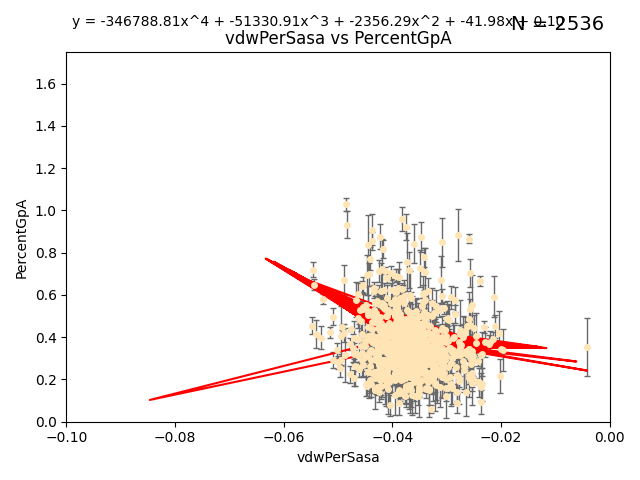 y = -346788.81x^4 + -51330.91x^3 + -2356.29x^2 + -41.98x + 0.10
N = 2536
vdwPerSasa vs PercentGpA
PercentGpA
1.6
1.4
1.2
1.0
0.8
0.6
0.4
0.2
0.0
−0.10 −0.08 −0.06 −0.04 −0.02 0.00
vdwPerSasa